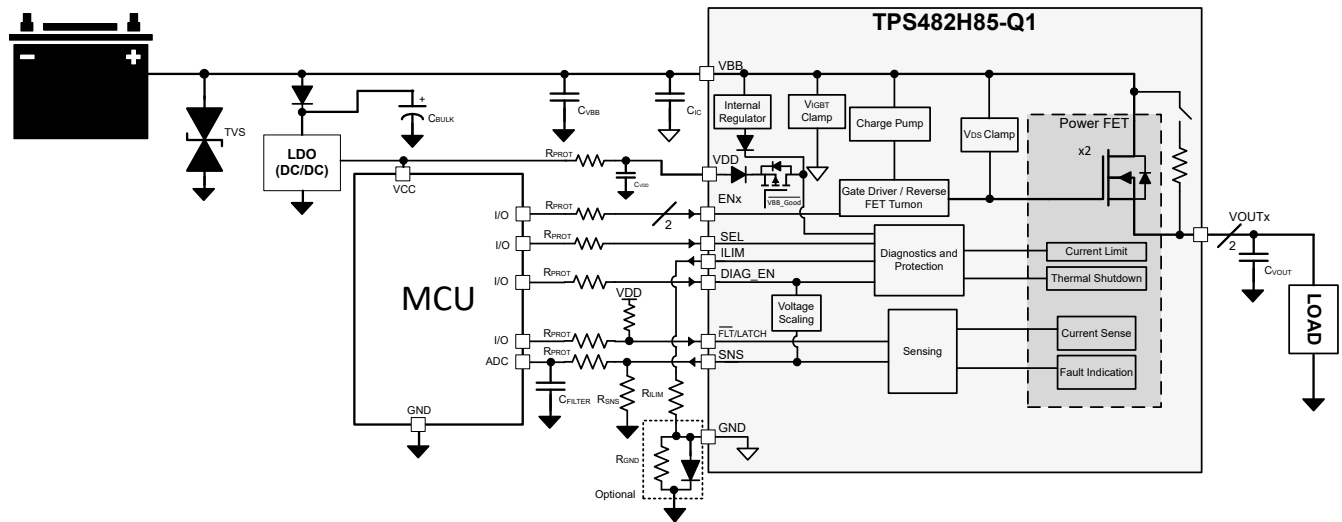 TPS482H85-Q1
− +
TVS
CBULK
LDO
(DC/DC)
CVBB
CIC
VBB
Internal
Regulator
VIGBT
Clamp
Charge Pump
VDS Clamp
Power FET
x2
RPROT
CVDD
VDD
VBB_Good
Gate Driver / Reverse
FET Turnon
VCC
MCU
I/O
RPROT
2
ENx
I/O
RPROT
SEL
ILIM
I/O
RPROT
DIAG_EN
Diagnostics and
Protection
Current Limit
Thermal Shutdown
VOUTx
2
CVOUT
LOAD
VDD
Voltage
Scaling
I/O
RPROT
FLT/LATCH
ADC
RPROT
SNS
Sensing
Current Sense
Fault Indication
CFILTER
RSNS
RILIM
GND
GND
RGND
Optional